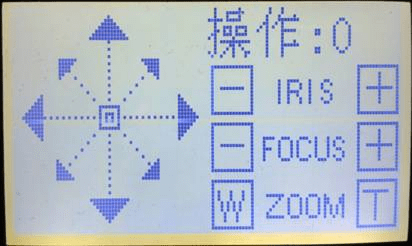 操作:0
M
- IRIS +
- FOCUS +
W ZOOM T